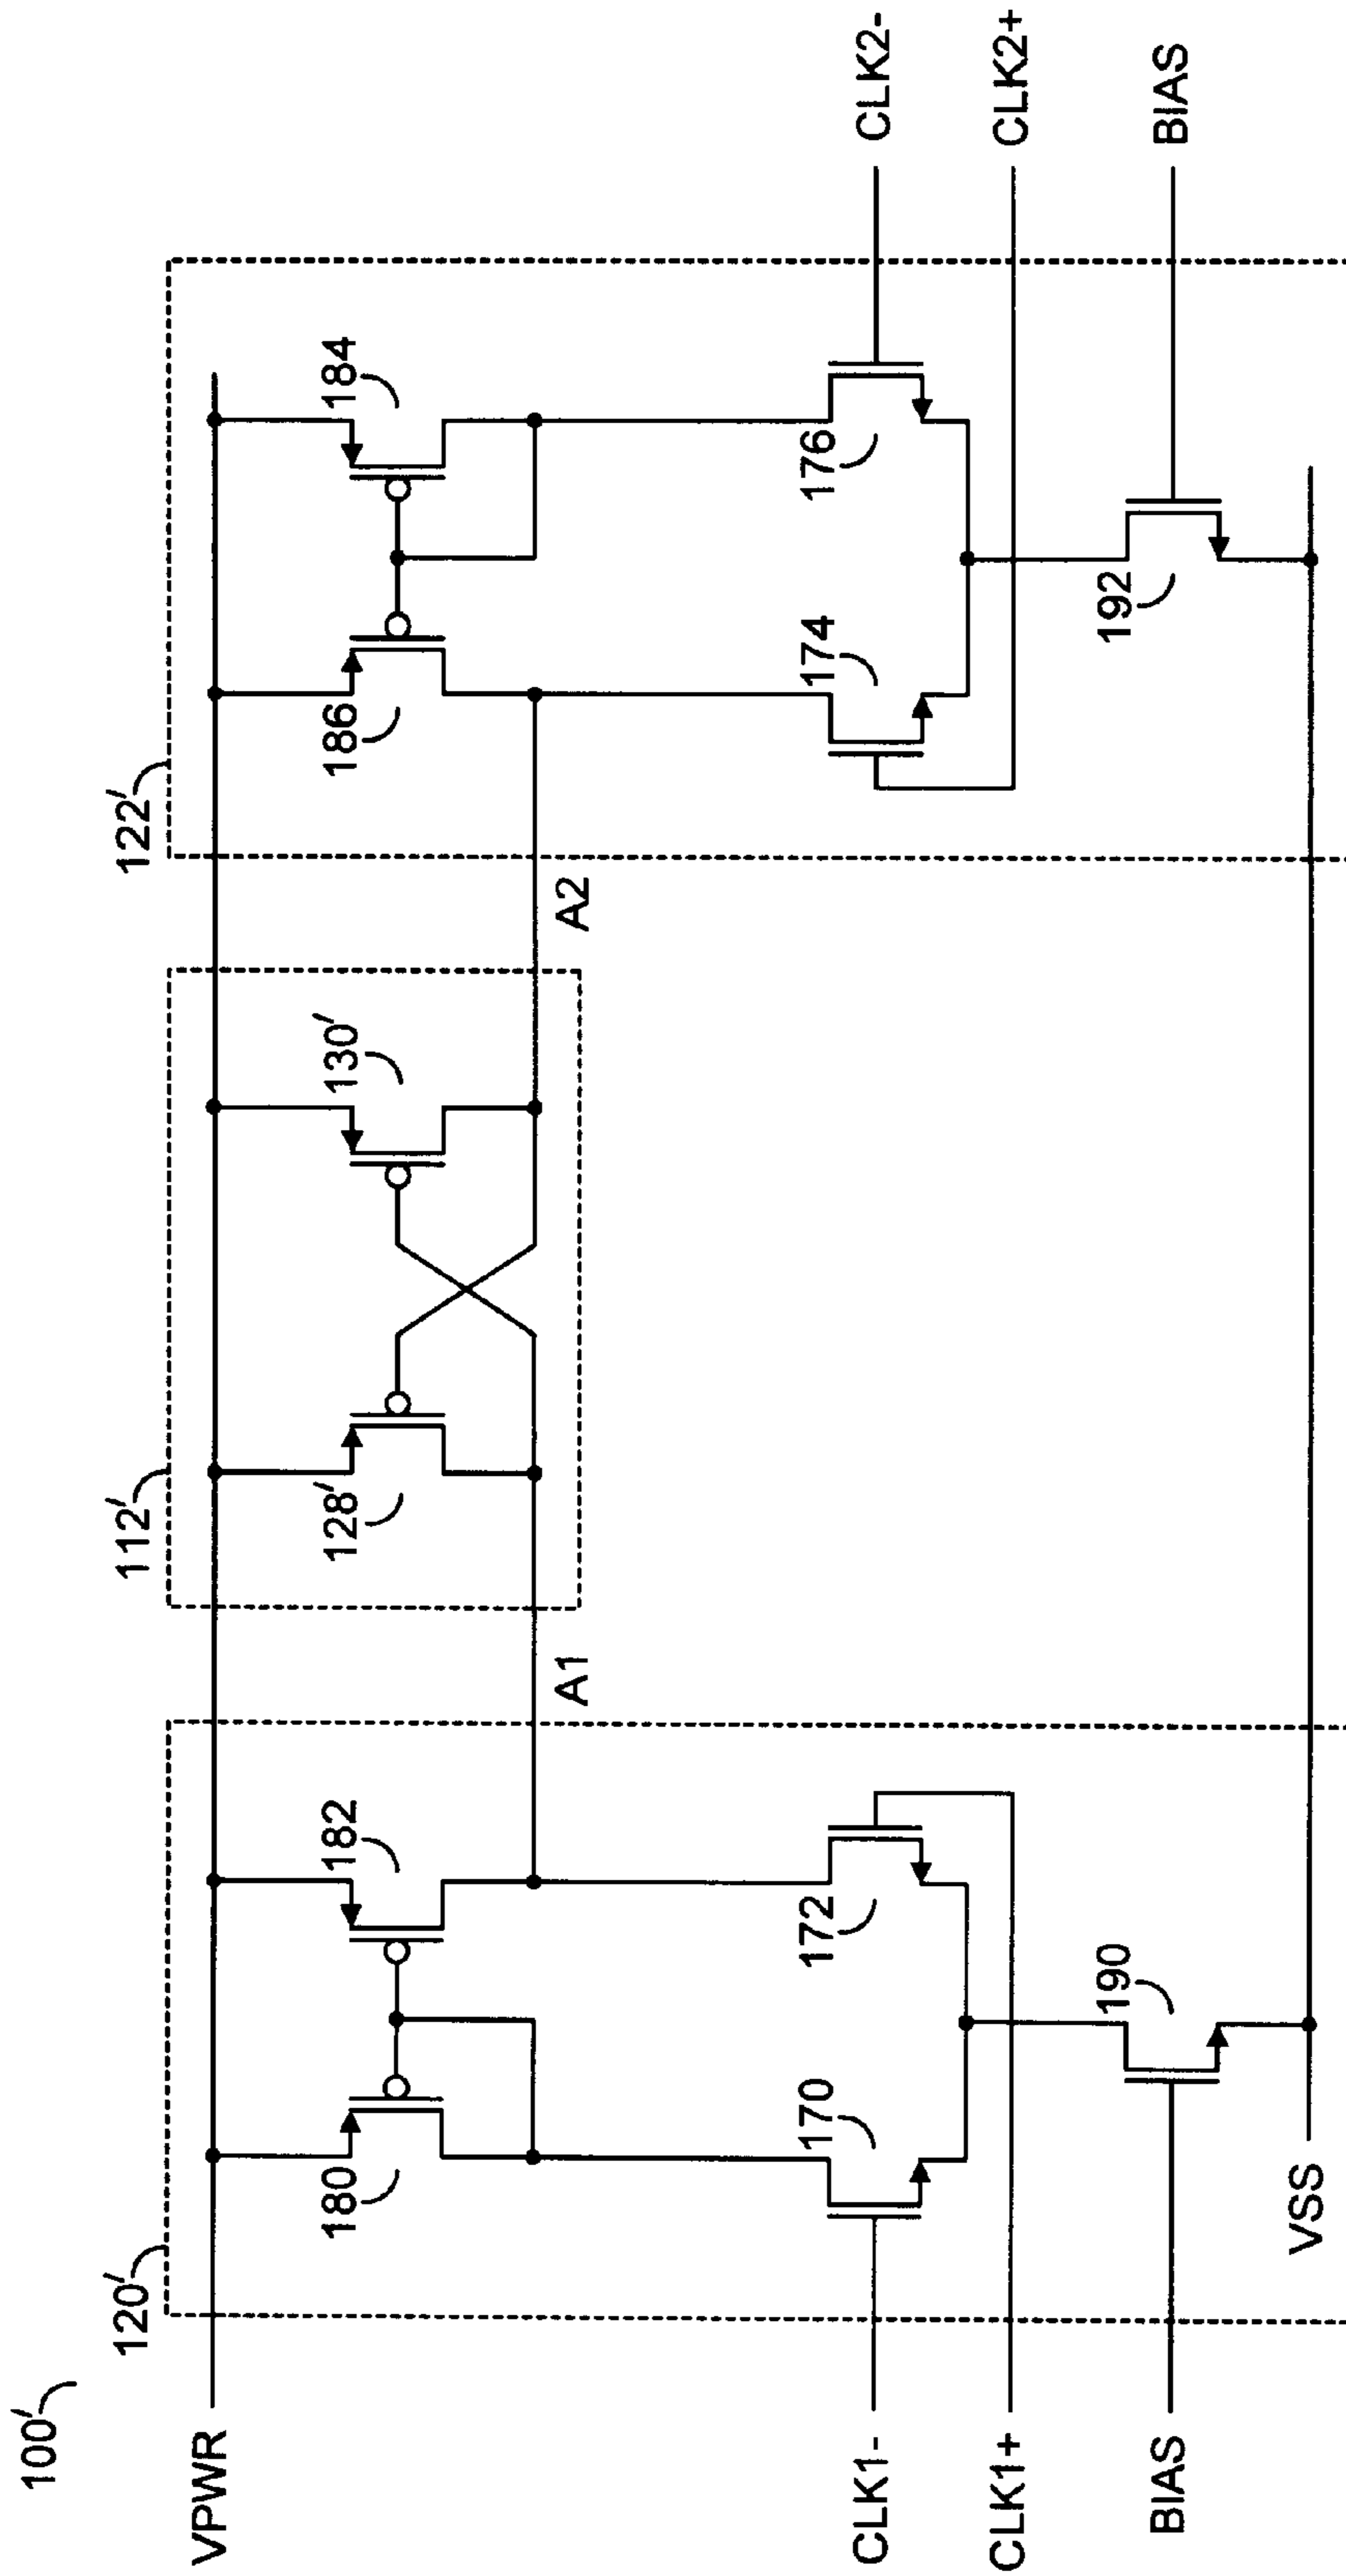 100′
120′
112′
122′
VPWR
180
182
128′
130′
186
184
A1
A2
CLK1-
170
172
174
176
CLK2-
CLK1+
CLK2+
BIAS
190
192
BIAS
VSS